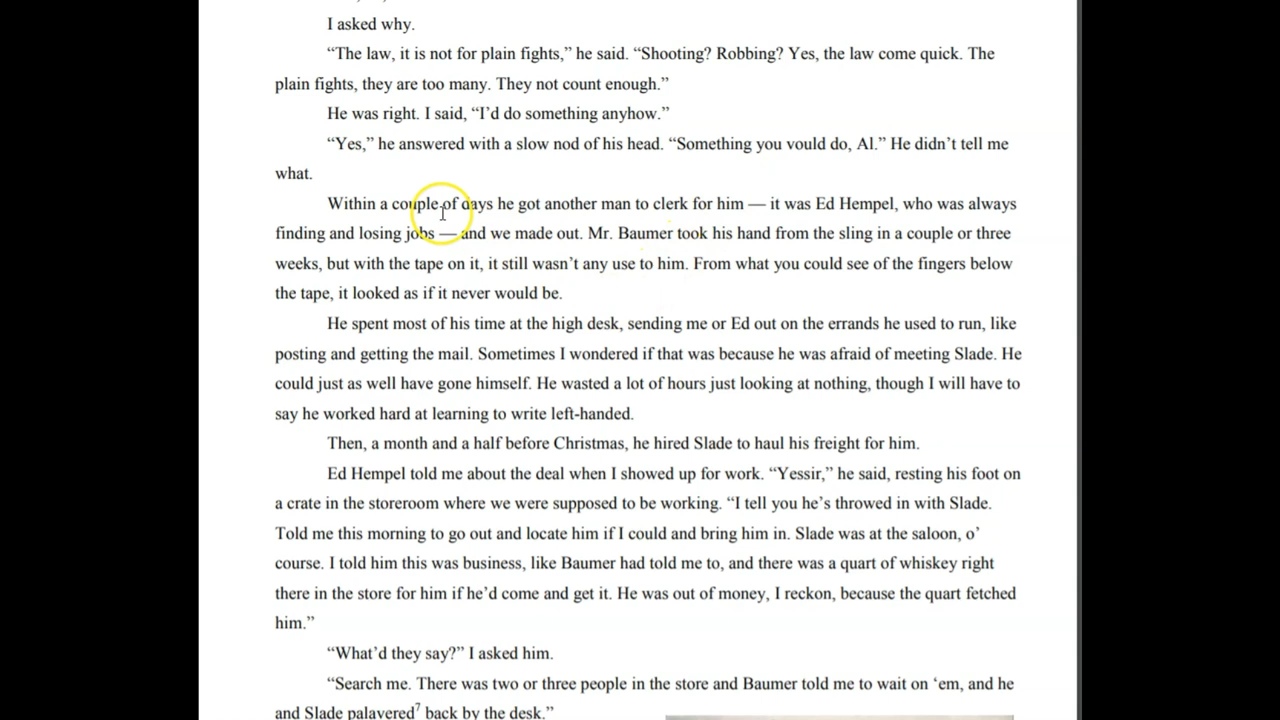 I asked why.
“The law, it is not for plain fights,” he said. “Shooting? Robbing? Yes, the law come quick. The
plain fights, they are too many. They not count enough.”
He was right. I said, “I’d do something anyhow.”
“Yes,” he answered with a slow nod of his head. “Something you vould do, Al.” He didn’t tell me
what.
Within a couple of days he got another man to clerk for him — it was Ed Hempel, who was always
finding and losing jobs — and we made out. Mr. Baumer took his hand from the sling in a couple or three
weeks, but with the tape on it, it still wasn’t any use to him. From what you could see of the fingers below
the tape, it looked as if it never would be.
He spent most of his time at the high desk, sending me or Ed out on the errands he used to run, like
posting and getting the mail. Sometimes I wondered if that was because he was afraid of meeting Slade. He
could just as well have gone himself. He wasted a lot of hours just looking at nothing, though I will have to
say he worked hard at learning to write left-handed.
Then, a month and a half before Christmas, he hired Slade to haul his freight for him.
Ed Hempel told me about the deal when I showed up for work. “Yessir,” he said, resting his foot on
a crate in the storeroom where we were supposed to be working. “I tell you he’s throwed in with Slade.
Told me this morning to go out and locate him if I could and bring him in. Slade was at the saloon, o’
course. I told him this was business, like Baumer had told me to, and there was a quart of whiskey right
there in the store for him if he’d come and get it. He was out of money, I reckon, because the quart fetched
him.”
“What’d they say?” I asked him.
“Search me. There was two or three people in the store and Baumer told me to wait on ‘em, and he
and Slade palavered7 back by the desk.”